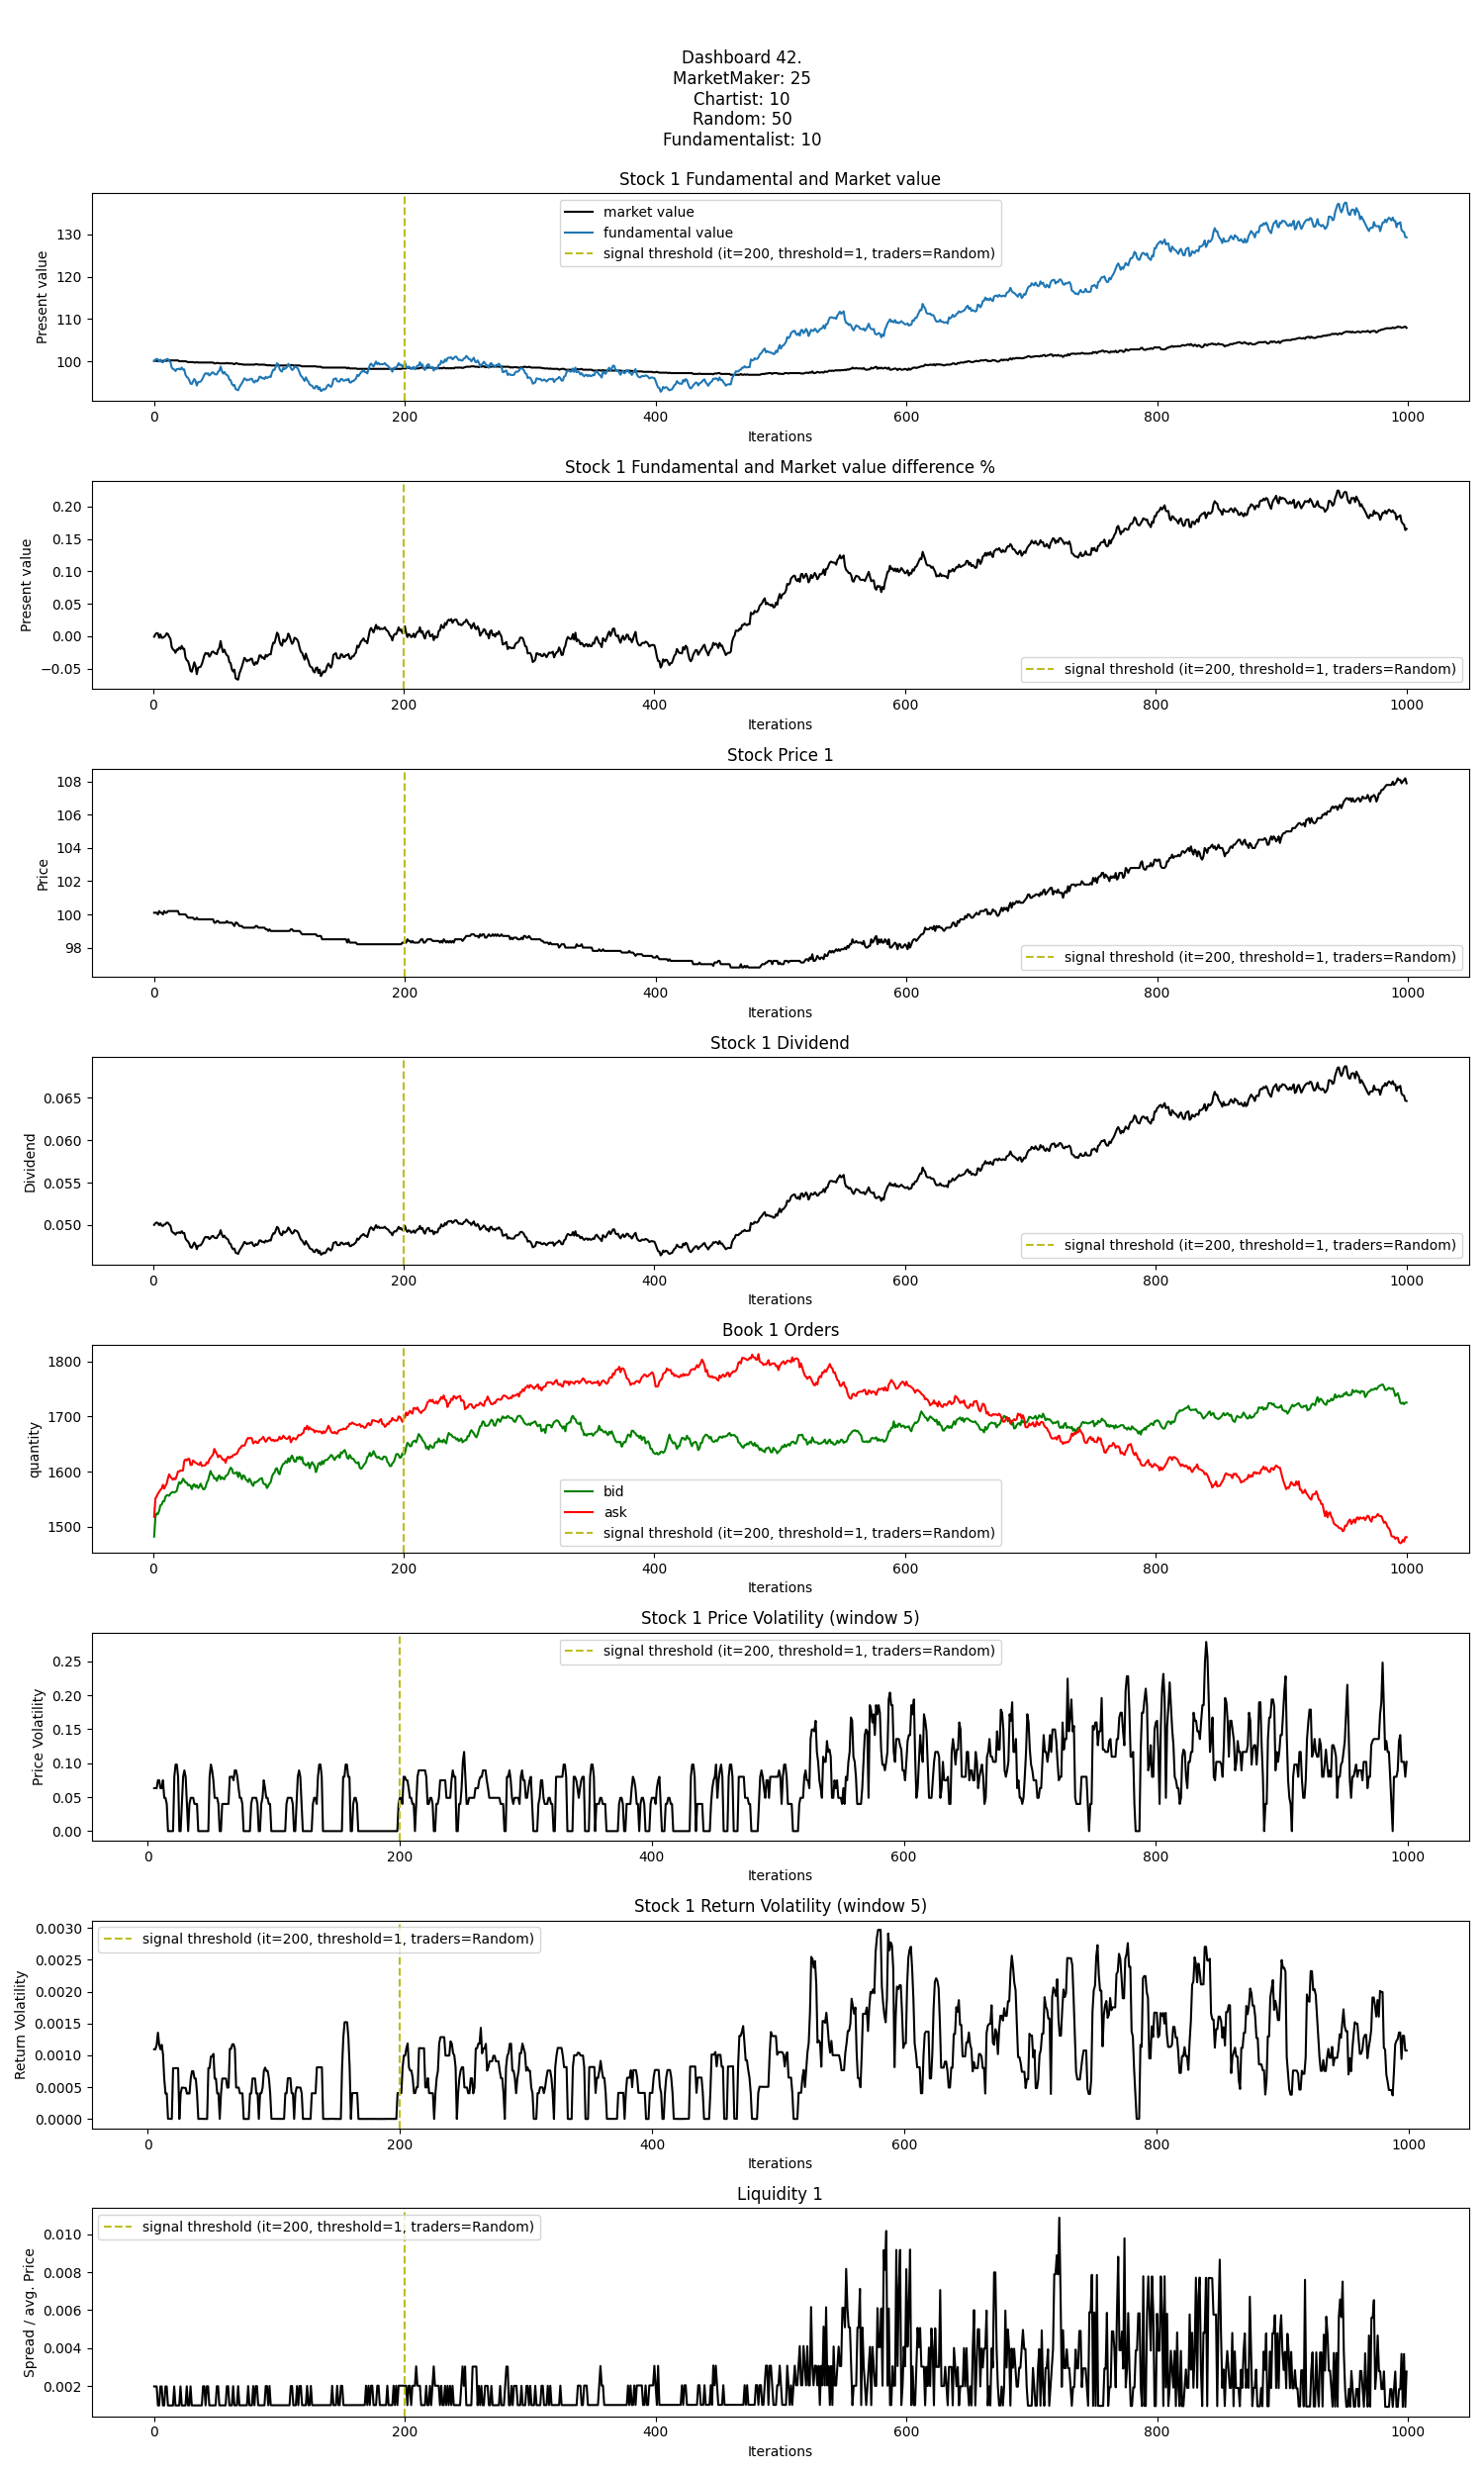 Dashboard 42.
MarketMaker: 25
Chartist: 10
Random: 50
Fundamentalist: 10
Stock 1 Fundamental and Market value
market value
fundamental value
signal threshold (it=200, threshold=1, traders=Random)
Present value
130
120
110
100
0 200 400 600 800 1000
Iterations
Stock 1 Fundamental and Market value difference %
Present value
0.20
0.15
0.10
0.05
0.00
−0.05
signal threshold (it=200, threshold=1, traders=Random)
0 200 400 600 800 1000
Iterations
Stock Price 1
Price
108
106
104
102
100
98
signal threshold (it=200, threshold=1, traders=Random)
0 200 400 600 800 1000
Iterations
Stock 1 Dividend
Dividend
0.065
0.060
0.055
0.050
signal threshold (it=200, threshold=1, traders=Random)
0 200 400 600 800 1000
Iterations
Book 1 Orders
quantity
1800
1700
1600
1500
bid
ask
signal threshold (it=200, threshold=1, traders=Random)
0 200 400 600 800 1000
Iterations
Stock 1 Price Volatility (window 5)
signal threshold (it=200, threshold=1, traders=Random)
Price Volatility
0.25
0.20
0.15
0.10
0.05
0.00
0 200 400 600 800 1000
Iterations
Stock 1 Return Volatility (window 5)
signal threshold (it=200, threshold=1, traders=Random)
Return Volatility
0.0030
0.0025
0.0020
0.0015
0.0010
0.0005
0.0000
0 200 400 600 800 1000
Iterations
Liquidity 1
signal threshold (it=200, threshold=1, traders=Random)
Spread / avg. Price
0.010
0.008
0.006
0.004
0.002
0 200 400 600 800 1000
Iterations